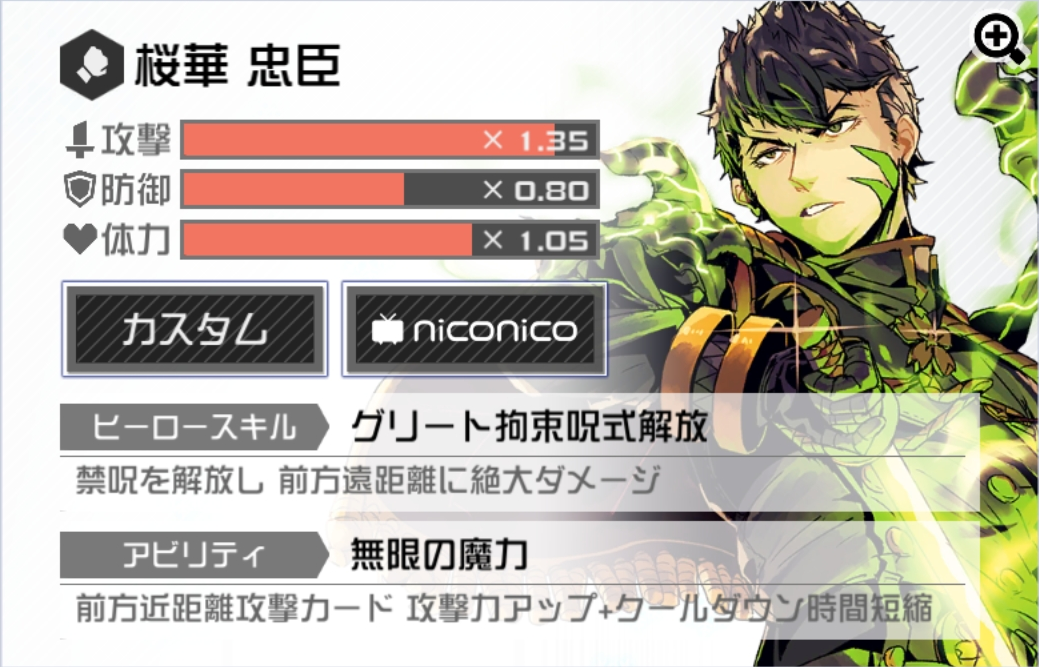 桜華 忠臣
攻撃 × 1.35
防御 × 0.80
体力 × 1.05
カスタム niconico
ヒーロースキル グリート拘束呪式解放
禁呪を解放し 前方遠距離に絶大ダメージ
アビリティ 無限の魔力
前方近距離攻撃カード 攻撃力アップ+クールダウン時間短縮